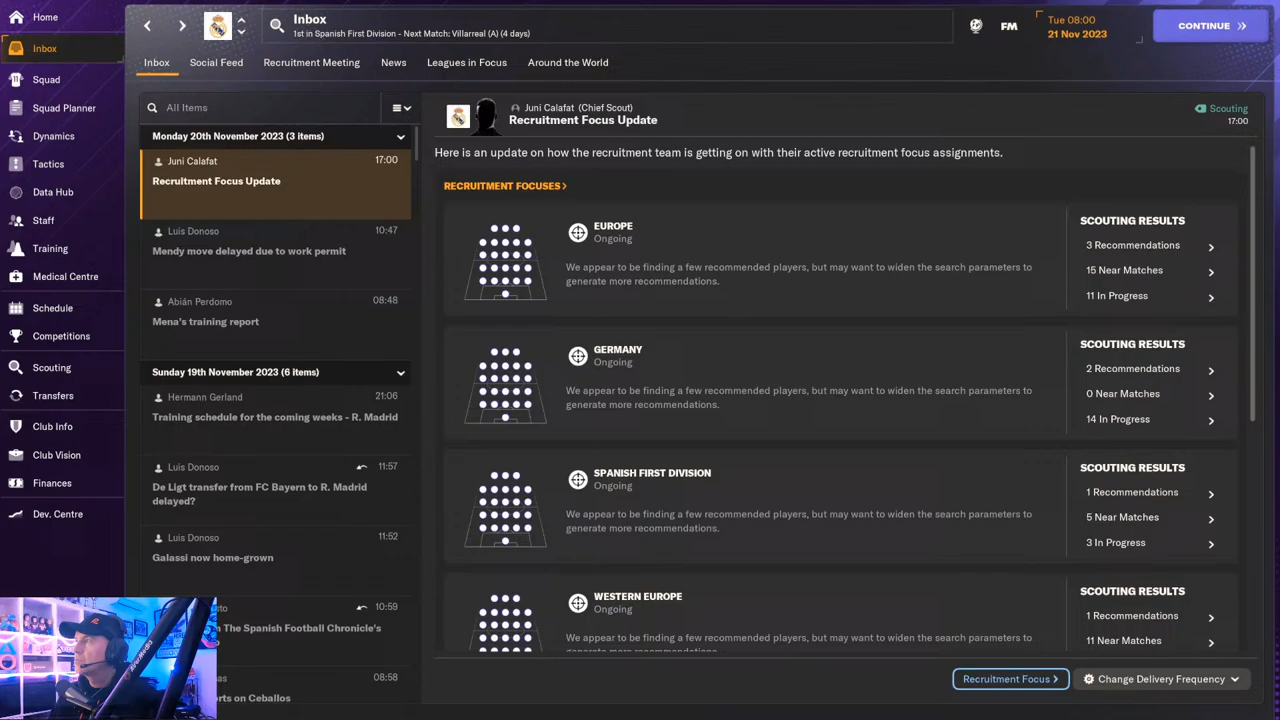 Home
Inbox
Squad
Squad Planner
Dynamics
Tactics
Data Hub
Staff
Training
Medical Centre
Schedule
Competitions
Scouting
Transfers
Club Info
Club Vision
Finances
Dev. Centre
Inbox
1st in Spanish First Division - Next Match: Villarreal (A) (4 days)
FM
Tue 08:00
21 Nov 2023
CONTINUE
Inbox Social Feed Recruitment Meeting News Leagues in Focus Around the World
All Items
Monday 20th November 2023 (3 items)
Juni Calafat 17:00
Recruitment Focus Update
Luis Donoso 10:47
Mendy move delayed due to work permit
Abián Perdomo 08:48
Mena's training report
Sunday 19th November 2023 (6 items)
Hermann Gerland 21:06
Training schedule for the coming weeks - R. Madrid
Luis Donoso 11:57
De Ligt transfer from FC Bayern to R. Madrid
delayed?
Luis Donoso 11:52
Galassi now home-grown
10:59
The Spanish Football Chronicle's
08:58
on Ceballos
Juni Calafat (Chief Scout)
Recruitment Focus Update
Scouting
17:00
Here is an update on how the recruitment team is getting on with their active recruitment focus assignments.
RECRUITMENT FOCUSES
EUROPE
Ongoing
We appear to be finding a few recommended players, but may want to widen the search parameters to
generate more recommendations.
SCOUTING RESULTS
3 Recommendations
15 Near Matches
11 In Progress
GERMANY
Ongoing
We appear to be finding a few recommended players, but may want to widen the search parameters to
generate more recommendations.
SCOUTING RESULTS
2 Recommendations
0 Near Matches
14 In Progress
SPANISH FIRST DIVISION
Ongoing
We appear to be finding a few recommended players, but may want to widen the search parameters to
generate more recommendations.
SCOUTING RESULTS
1 Recommendations
5 Near Matches
3 In Progress
WESTERN EUROPE
Ongoing
We appear to be finding a few recommended players, but may want to widen the search parameters to
generate more recommendations.
SCOUTING RESULTS
1 Recommendations
11 Near Matches
Recruitment Focus
Change Delivery Frequency